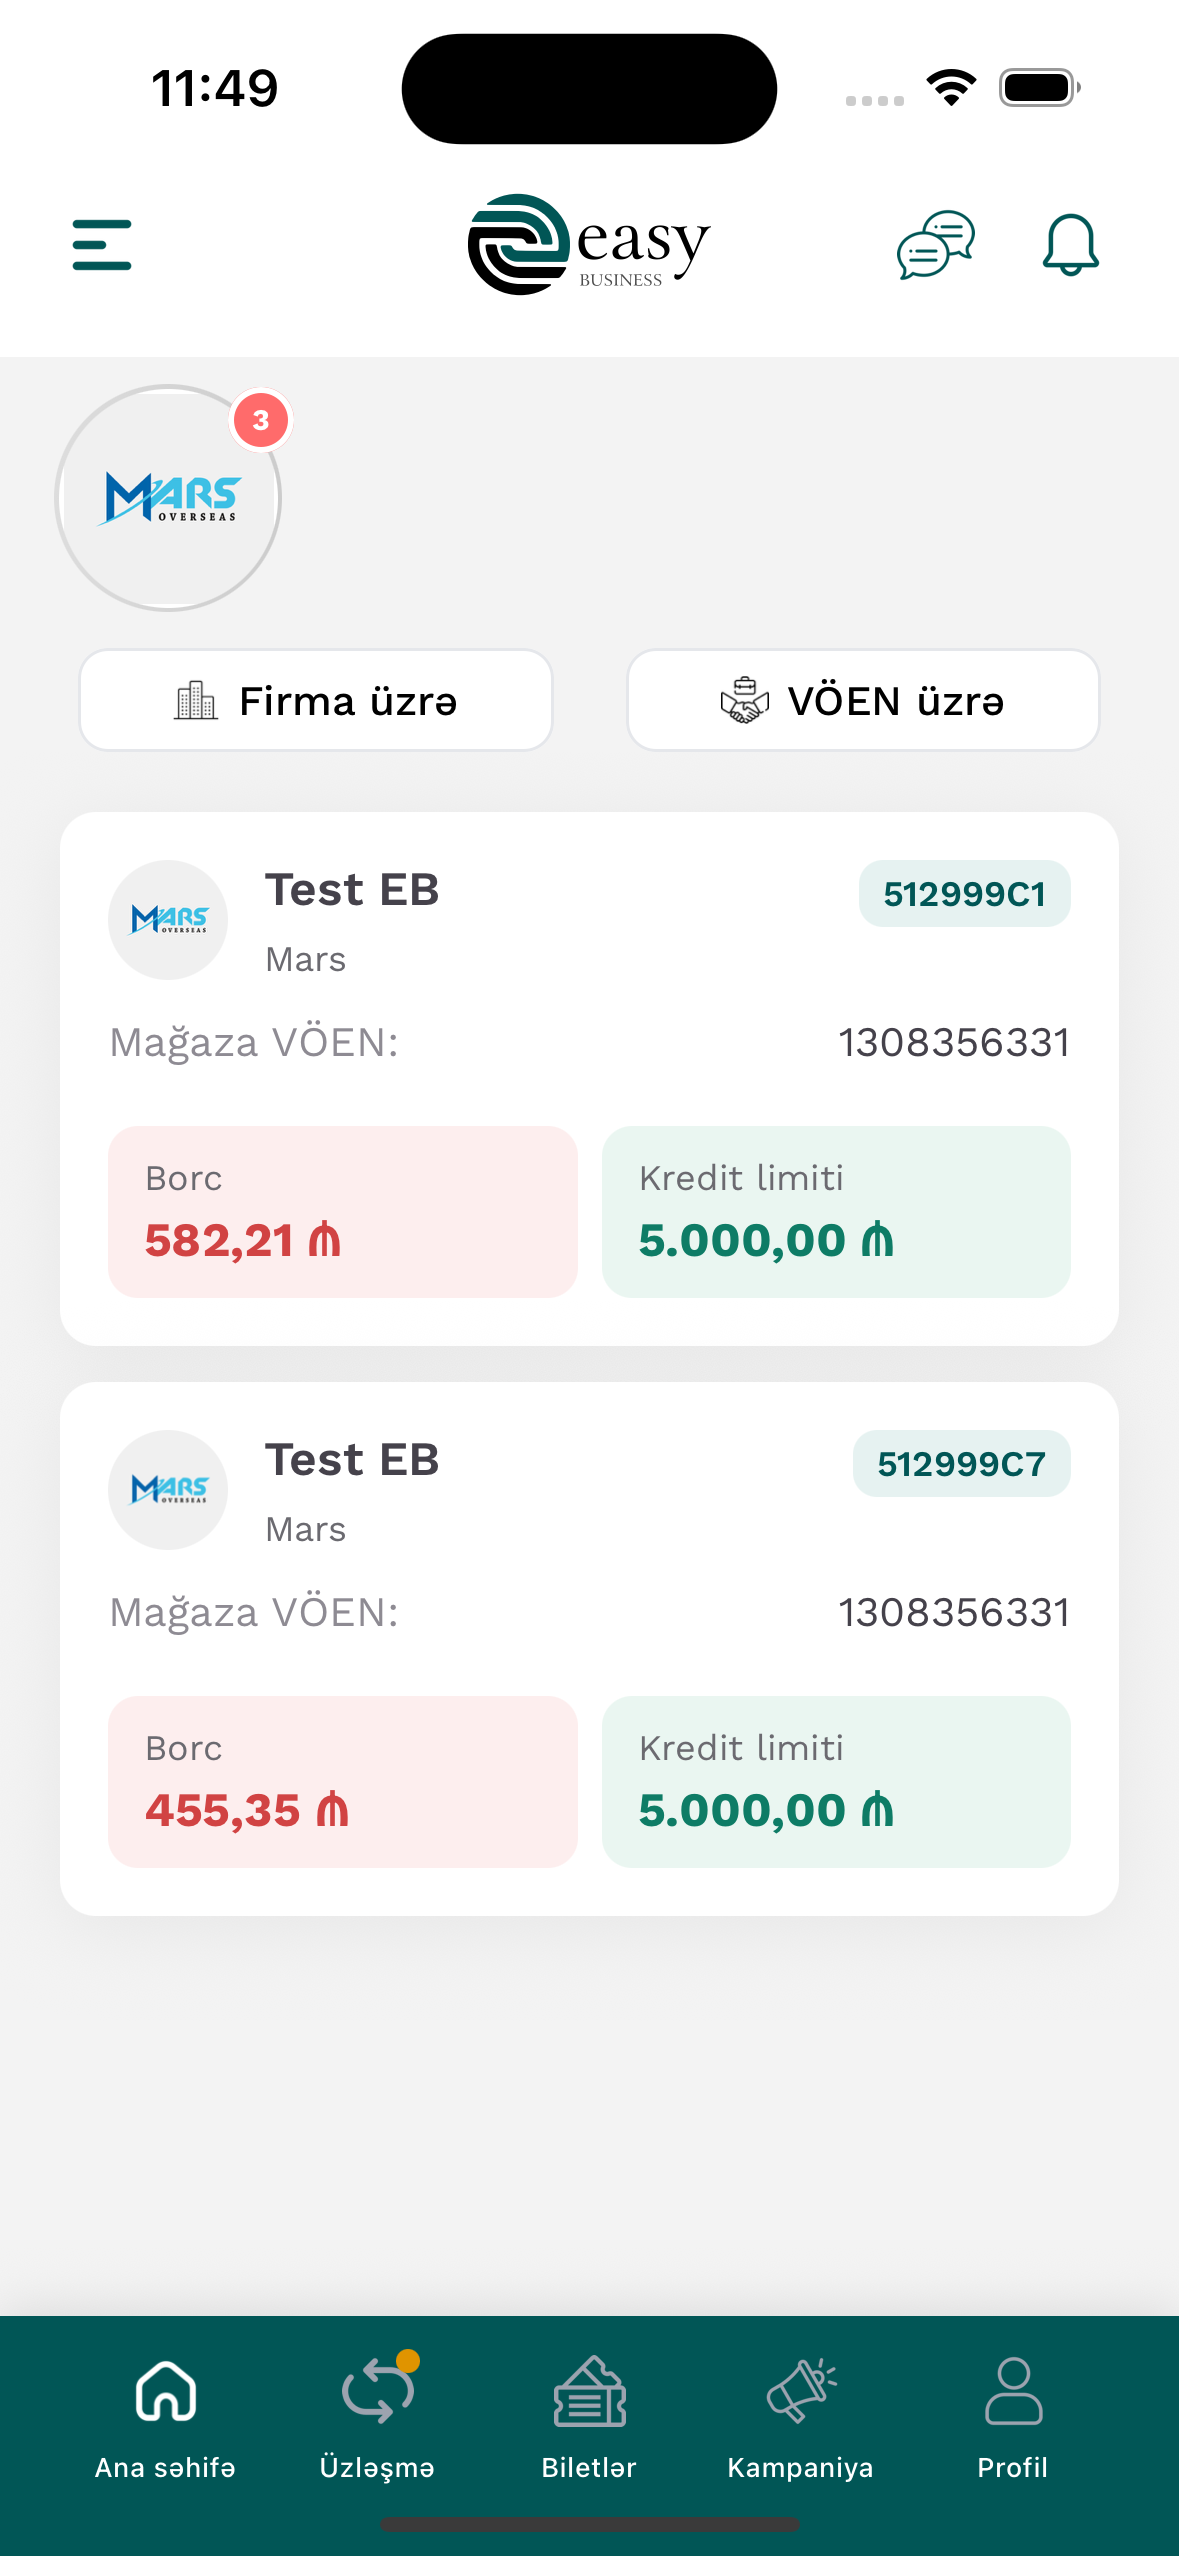 11:49
easy
BUSINESS
3
MARS
OVERSEAS
Firma üzrə
VÖEN üzrə
MARS
OVERSEAS
Test EB
512999C1
Mars
Mağaza VÖEN:
1308356331
Borc
Kredit limiti
582,21 ₼
5.000,00 ₼
MARS
OVERSEAS
Test EB
512999C7
Mars
Mağaza VÖEN:
1308356331
Borc
Kredit limiti
455,35 ₼
5.000,00 ₼
Ana səhifə
Üzləşmə
Biletlər
Kampaniya
Profil